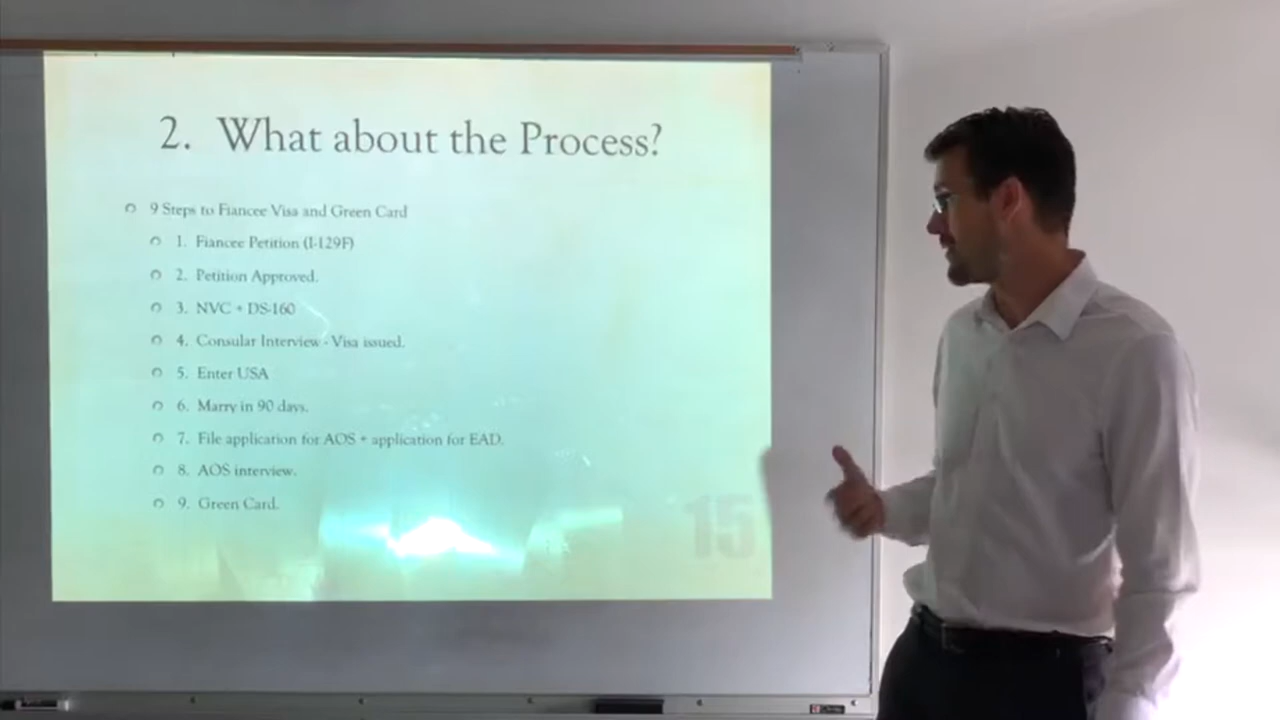 2. What about the Process?
9 Steps to Fiancee Visa and Green Card
1. Fiancee Petition (I-129F)
2. Petition Approved.
3. NVC + DS-160
4. Consular Interview - Visa issued.
5. Enter USA
6. Marry in 90 days.
7. File application for AOS + application for EAD.
8. AOS interview.
9. Green Card.
15